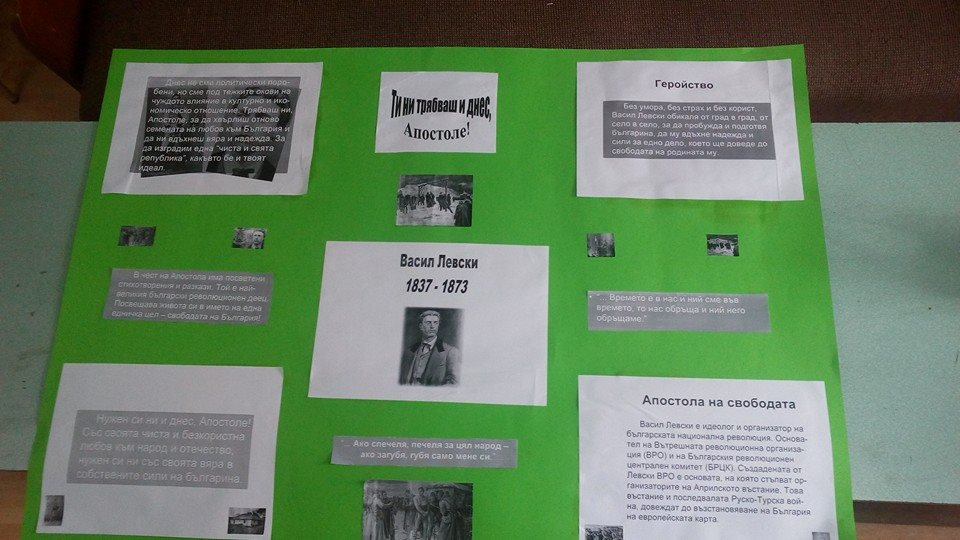 Днес не сми политически поро-
бени, но сме под тежките окови на
чуждото влияние в културно и ико-
номическо отношение. Трябваш ни,
Апостоле, за да хвърлиш отново
семената на любов към България и
да ни вдъхнеш вяра и надежда. За
да изградим една "чиста и свята
република", какъвто бе и твоят
идеал.
Ти ни трябваш и днес,
Апостоле!
Геройство
Без умора, без страх и без корист,
Васил Левски обикаля от град в град, от
село в село, за да пробужда и подготвя
българина, да му вдъхне надежда и
сили за едно дело, което ще доведе до
свободата на родината му.
В чест на Апостола има посветени
стихотворения и разкази. Той е най-
великия български революционен деец.
Посвещава живота си в името на една
едничка цел – свободата на България!
Васил Левски
1837 - 1873
"... Времето е в нас и ний сме във
времето, то нас обръща и ний него
обръщаме."
Нужен си ни и днес, Апостоле!
Със своята чиста и безкористна
любов към народ и отечество,
нужен си ни със своята вяра в
собствените сили на българина.
"... Ако спечеля, печеля за цял народ –
ако загубя, губя само мене си."
Апостола на свободата
Васил Левски е идеолог и организатор на
българската национална революция. Основа-
тел на Вътрешната революционна организа-
ция (ВРО) и на Българския революционен
централен комитет (БРЦК). Създадената от
Левски ВРО е основата, на която стъпват ор-
ганизаторите на Априлското въстание. Това
въстание и последвалата Руско-Турска вой-
на, довеждат до възстановяване на България
на европейската карта.